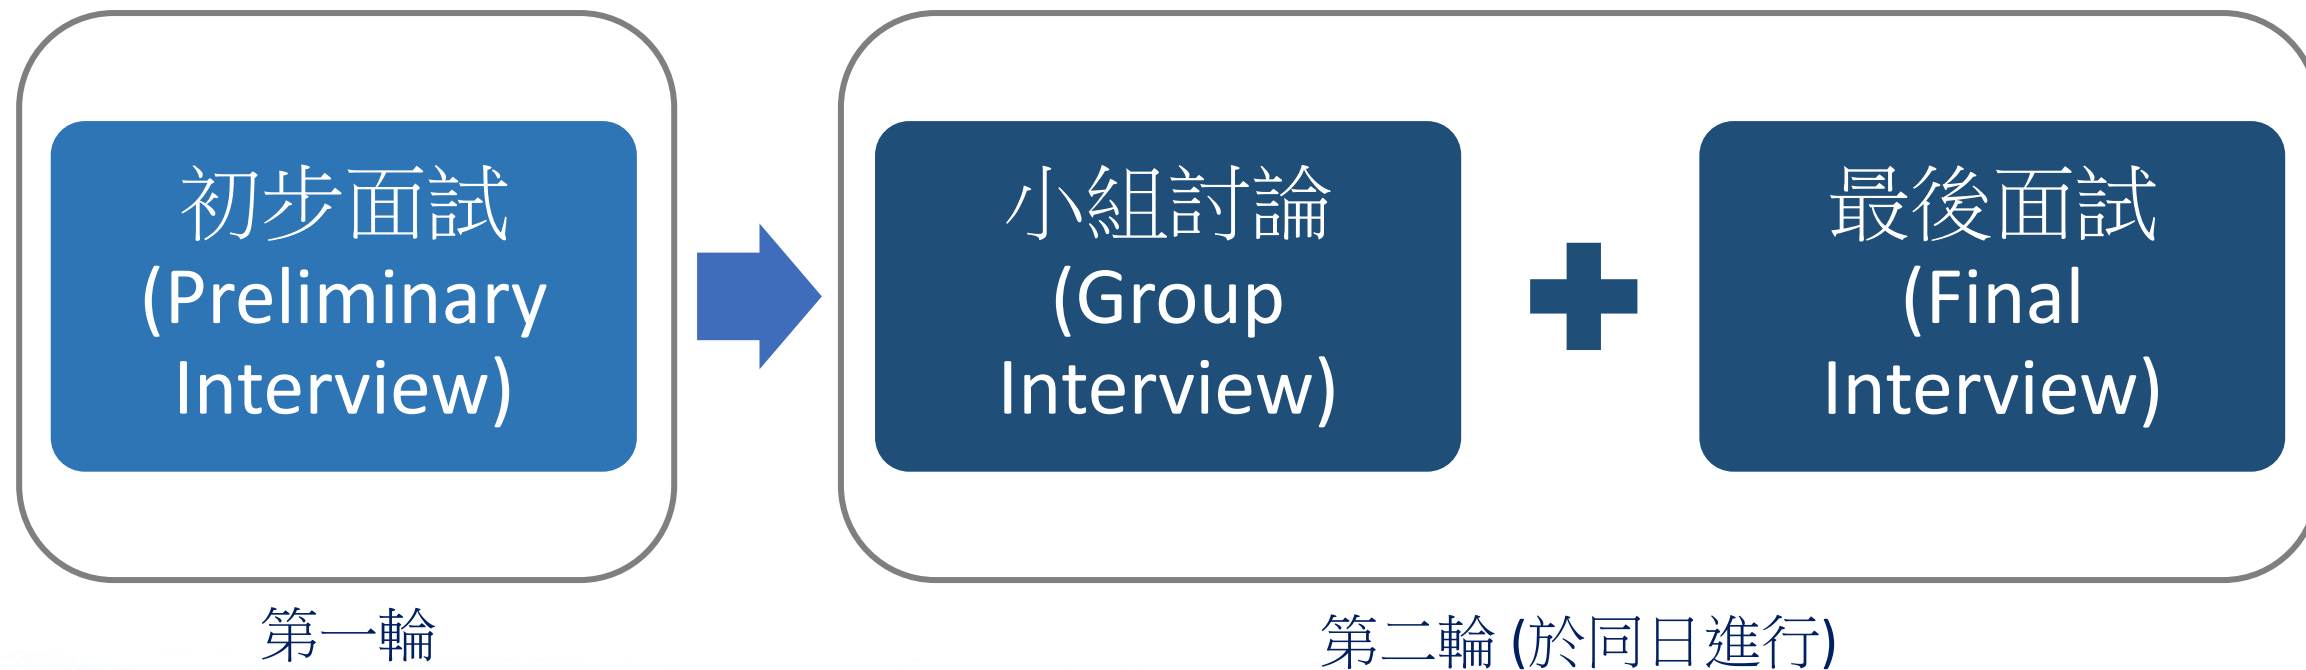 初步面試
(Preliminary
Interview)
小組討論
(Group
Interview)
最後面試
(Final
Interview)
第一輪
第二輪 (於同日進行)